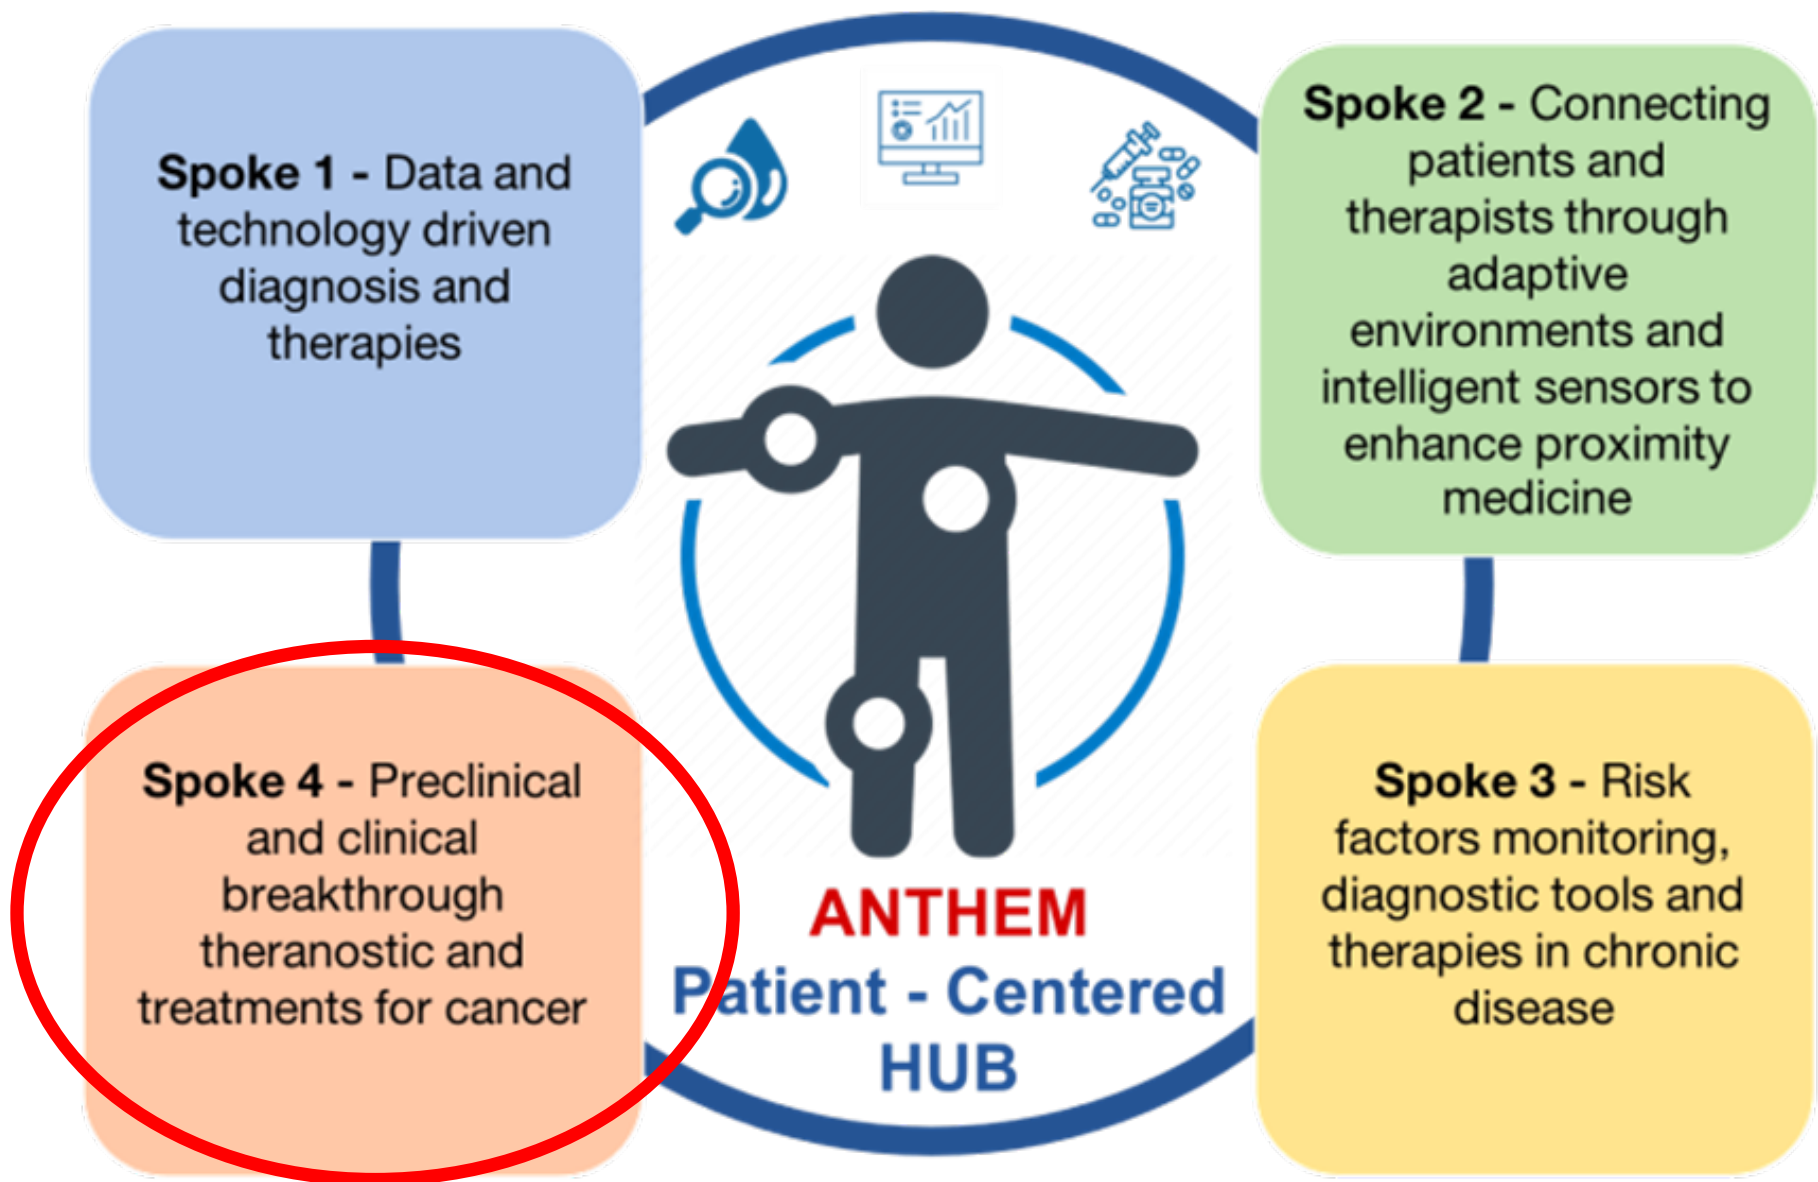 Spoke 1 - Data and
technology driven
diagnosis and
therapies
Spoke 2 - Connecting
patients and
therapists through
adaptive
environments and
intelligent sensors to
enhance proximity
medicine
Spoke 4 - Preclinical
and clinical
breakthrough
theranostic and
treatments for cancer
Spoke 3 - Risk
factors monitoring,
diagnostic tools and
therapies in chronic
disease
ANTHEM
Patient - Centered
HUB